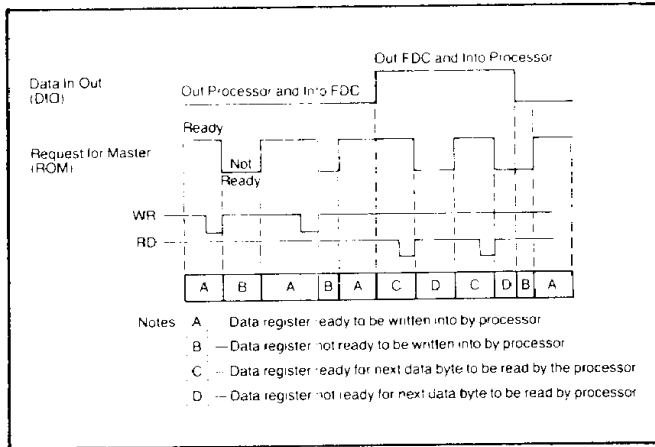 Out FDC and Into Processor
Data In Out
(DIO)
Out Processor and Into FDC
Ready
Request for Master
(ROM)
Not
Ready
WR
RD
A B A B A C D C D B A
Notes A Data register ready to be written into by processor
B — Data register not ready to be written into by processor
C -- Data register ready for next data byte to be read by the processor
D -- Data register not ready for next data byte to be read by processor